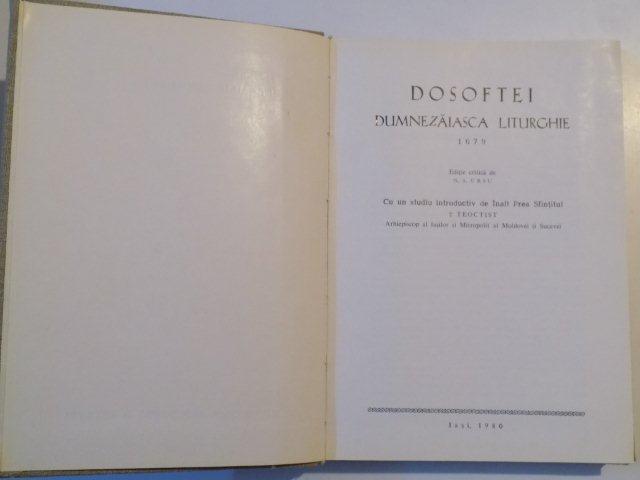 DOSOFTEI
DUMNEZĂIASCA LITURGHIE
1679
Ediție critică de
N. A. URSU
Cu un studiu introductiv de Înalt Prea Sfințitul
† TEOCTIST
Arhiepiscop al Iașilor și Mitropolit al Moldovei și Sucevei
Iași, 1980